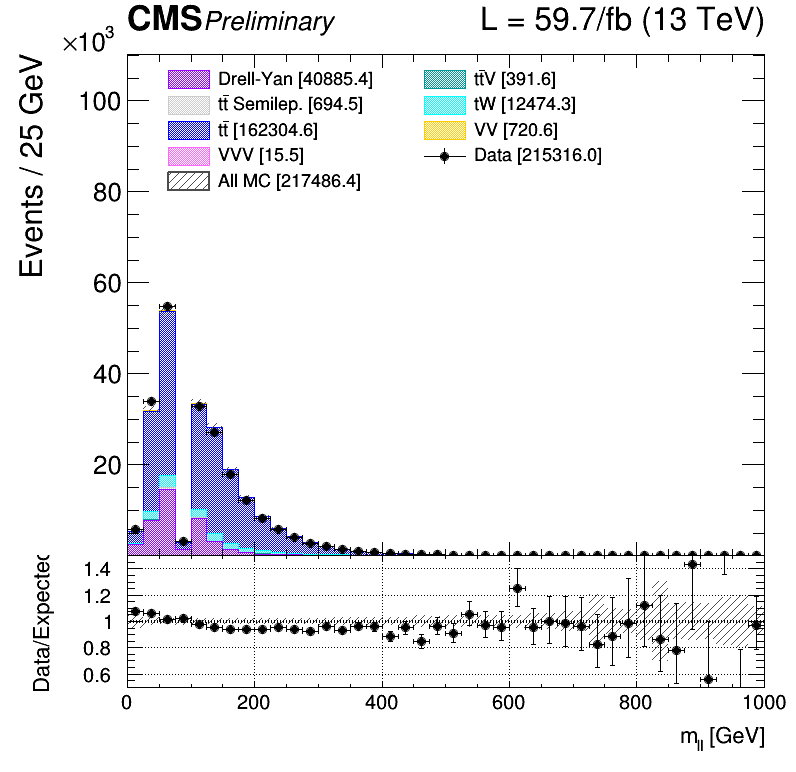 CMS Preliminary L = 59.7/fb (13 TeV)
×10³
Events / 25 GeV
Drell-Yan [40885.4]
tt̄ Semilep. [694.5]
tt̄ [162304.6]
VVV [15.5]
All MC [217486.4]
tt̄V [391.6]
tW [12474.3]
VV [720.6]
Data [215316.0]
100
80
60
40
20
Data/Expected
1.4
1.2
1
0.8
0.6
0 200 400 600 800 1000
m_ll [GeV]